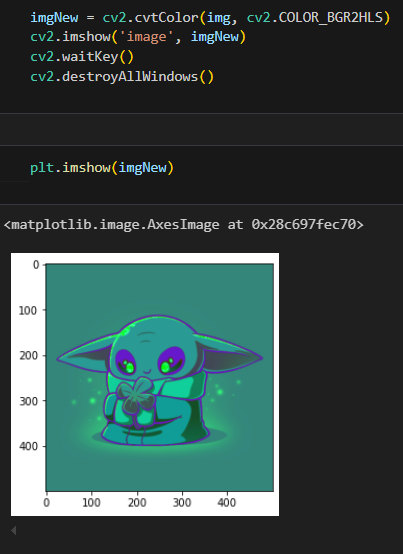 imgNew = cv2.cvtColor(img, cv2.COLOR_BGR2HLS)
cv2.imshow('image', imgNew)
cv2.waitKey()
cv2.destroyAllWindows()
plt.imshow(imgNew)
<matplotlib.image.AxesImage at 0x28c697fec70>
0
100
200
300
400
0 100 200 300 400